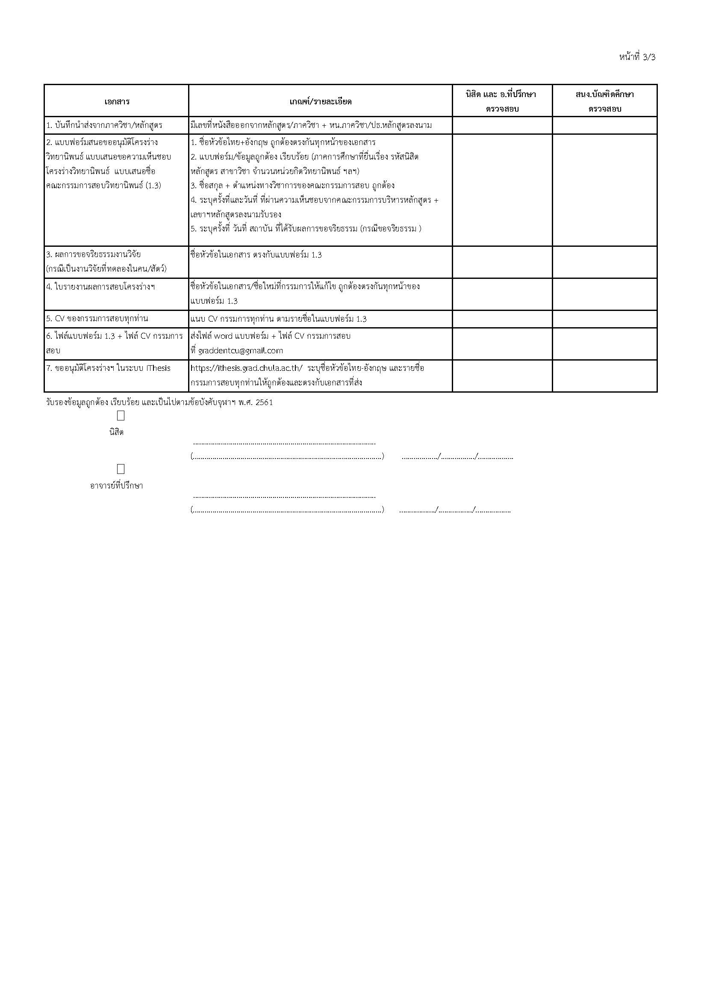 หน้าที่ 3/3
เอกสาร
เกณฑ์/รายละเอียด
นิสิต และ อ.ที่ปรึกษา
ตรวจสอบ
สนง.บัณฑิตศึกษา
ตรวจสอบ
1. บันทึกนำส่งจากภาควิชา/หลักสูตร
มีเลขที่หนังสือออกจากหลักสูตร/ภาควิชา + หน.ภาควิชา/ปธ.หลักสูตรลงนาม
2. แบบฟอร์มสนอขออนุมัติโครงร่าง
วิทยานิพนธ์ แบบเสนอขอความเห็นชอบ
โครงร่างวิทยานิพนธ์  แบบเสนอชื่อ
คณะกรรมการสอบวิทยานิพนธ์ (1.3)
1. ชื่อหัวข้อไทย+อังกฤษ ถูกต้องตรงกันทุกหน้าของเอกสาร
2. แบบฟอร์ม/ข้อมูลถูกต้อง เรียบร้อย (ภาคการศึกษาที่ยื่นเรื่อง รหัสนิสิต
หลักสูตร สาขาวิชา จำนวนหน่วยกิตวิทยานิพนธ์ ฯลฯ)
3. ชื่อสกุล + ตำแหน่งทางวิชาการของคณะกรรมการสอบ ถูกต้อง
4. ระบุครั้งที่และวันที่ ที่ผ่านความเห็นชอบจากคณะกรรมการบริหารหลักสูตร +
เลขาฯหลักสูตรลงนามรับรอง
5. ระบุครั้งที่ วันที่ สถาบัน ที่ได้รับผลการขอจริยธรรม (กรณีขอจริยธรรม )
3. ผลการขอจริยธรรมงานวิจัย
(กรณีเป็นงานวิจัยที่ทดลองในคน/สัตว์)
ชื่อหัวข้อในเอกสาร ตรงกับแบบฟอร์ม 1.3
4. ใบรายงานผลการสอบโครงร่างฯ
ชื่อหัวข้อในเอกสาร/ชื่อใหม่ที่กรรมการให้แก้ไข ถูกต้องตรงกันทุกหน้าของ
แบบฟอร์ม 1.3
5. CV ของกรรมการสอบทุกท่าน
แนบ CV กรรมการทุกท่าน ตามรายชื่อในแบบฟอร์ม 1.3
6. ไฟล์แบบฟอร์ม 1.3 + ไฟล์ CV กรรมการ
สอบ
ส่งไฟล์ word แบบฟอร์ม + ไฟล์ CV กรรมการสอบ
ที่ graddentcu@gmail.com
7. ขออนุมัติโครงร่างฯ ในระบบ IThesis
https://ithesis.grad.chula.ac.th/  ระบุชื่อหัวข้อไทย-อังกฤษ และรายชื่อ
กรรมการสอบทุกท่านให้ถูกต้องและตรงกับเอกสารที่ส่ง
รับรองข้อมูลถูกต้อง เรียบร้อย และเป็นไปตามข้อบังคับจุฬาฯ พ.ศ. 2561
นิสิต
............................................................................................
(...............................................................................................) ................../................./..................
อาจารย์ที่ปรึกษา
............................................................................................
(...............................................................................................) ................../................./..................